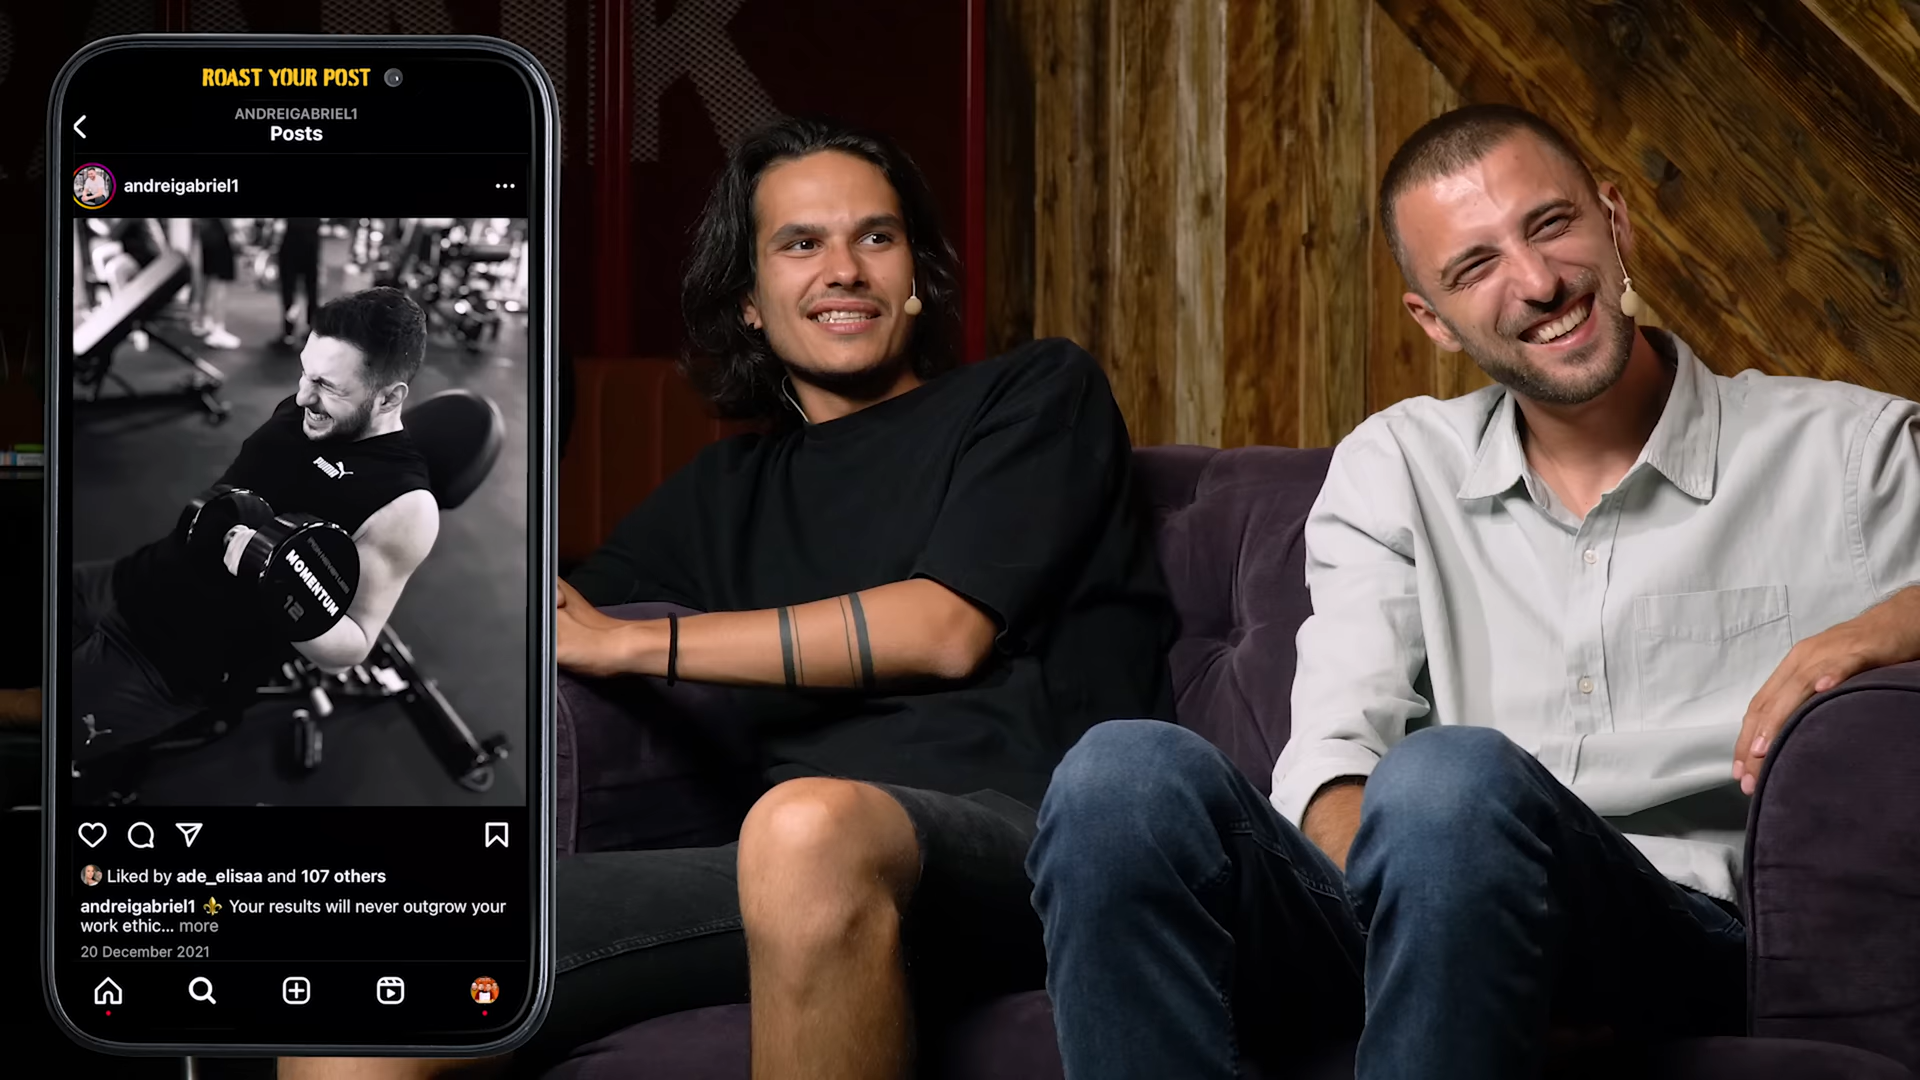 ROAST YOUR POST
ANDREIGABRIEL1
Posts
andreigabriel1
PUMA
MOMENTUM
12
Liked by ade_elisaa and 107 others
andreigabriel1 ⚜️ Your results will never outgrow your
work ethic... more
20 December 2021